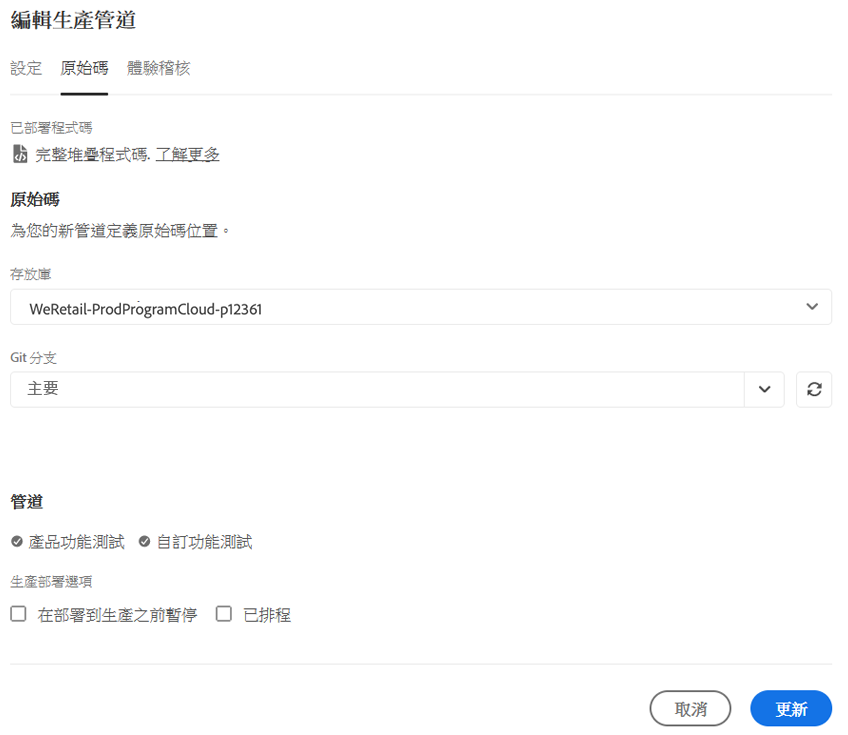 編輯生產管道
設定 原始碼 體驗稽核
已部署程式碼
完整堆疊程式碼. 了解更多
原始碼
為您的新管道定義原始碼位置。
存放庫
WeRetail-ProdProgramCloud-p12361
Git 分支
主要
管道
產品功能測試 自訂功能測試
生產部署選項
在部署到生產之前暫停 已排程
取消 更新